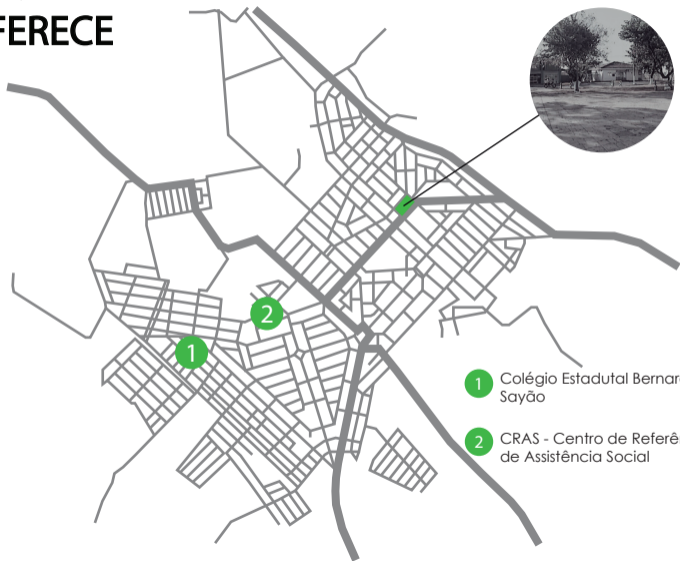 FERECE
2
1
1 Colégio Estadutal Bernar
Sayão
2 CRAS - Centro de Referê
de Assistência Social